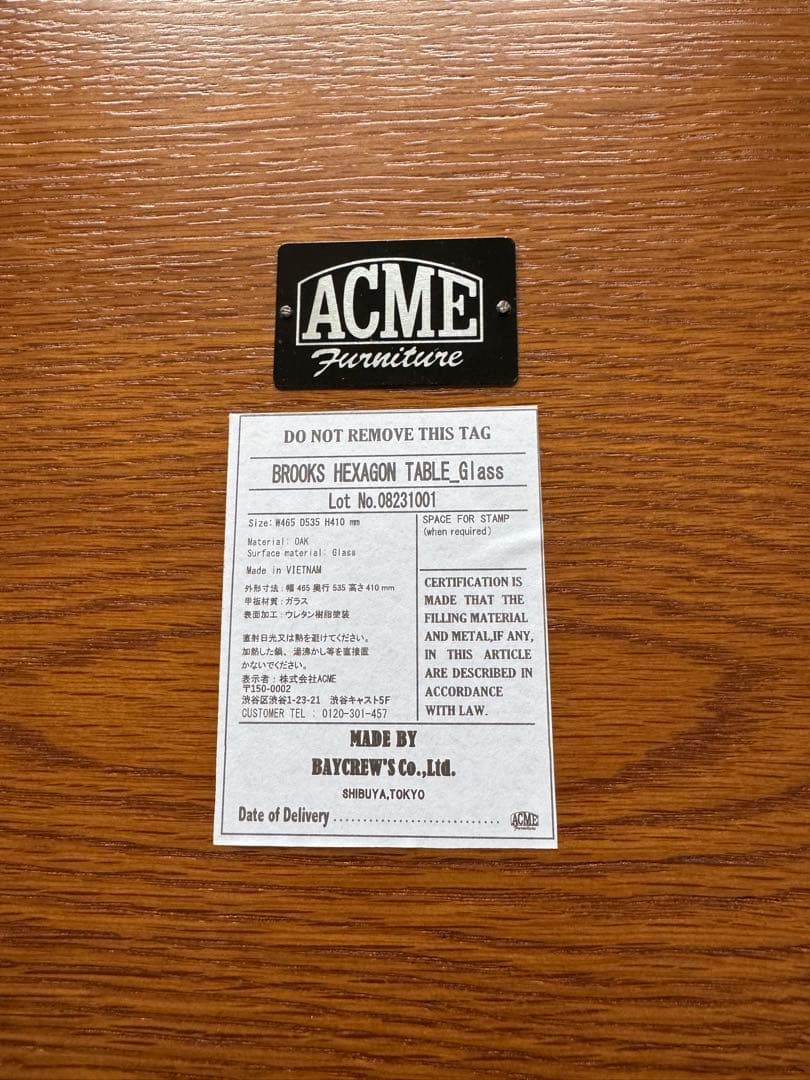 ACME
Furniture
DO NOT REMOVE THIS TAG
BROOKS HEXAGON TABLE_Glass
Lot No.08231001
Size: W465 D535 H410 mm
Material: OAK
Surface material: Glass
Made in VIETNAM
外形寸法：幅 465 奥行 535 高さ 410 mm
甲板材質：ガラス
表面加工：ウレタン樹脂塗装
直射日光又は熱を避けてください。
加熱した鍋、湯沸かし等を直接置
かないでください。
表示者：株式会社ACME
〒150-0002
渋谷区渋谷1-23-21　渋谷キャスト5F
CUSTOMER TEL : 0120-301-457
SPACE FOR STAMP
(when required)
CERTIFICATION IS
MADE THAT THE
FILLING MATERIAL
AND METAL,IF ANY,
IN THIS ARTICLE
ARE DESCRIBED IN
ACCORDANCE
WITH LAW.
MADE BY
BAYCREW'S Co.,Ltd.
SHIBUYA,TOKYO
Date of Delivery ............................
ACME
Furniture